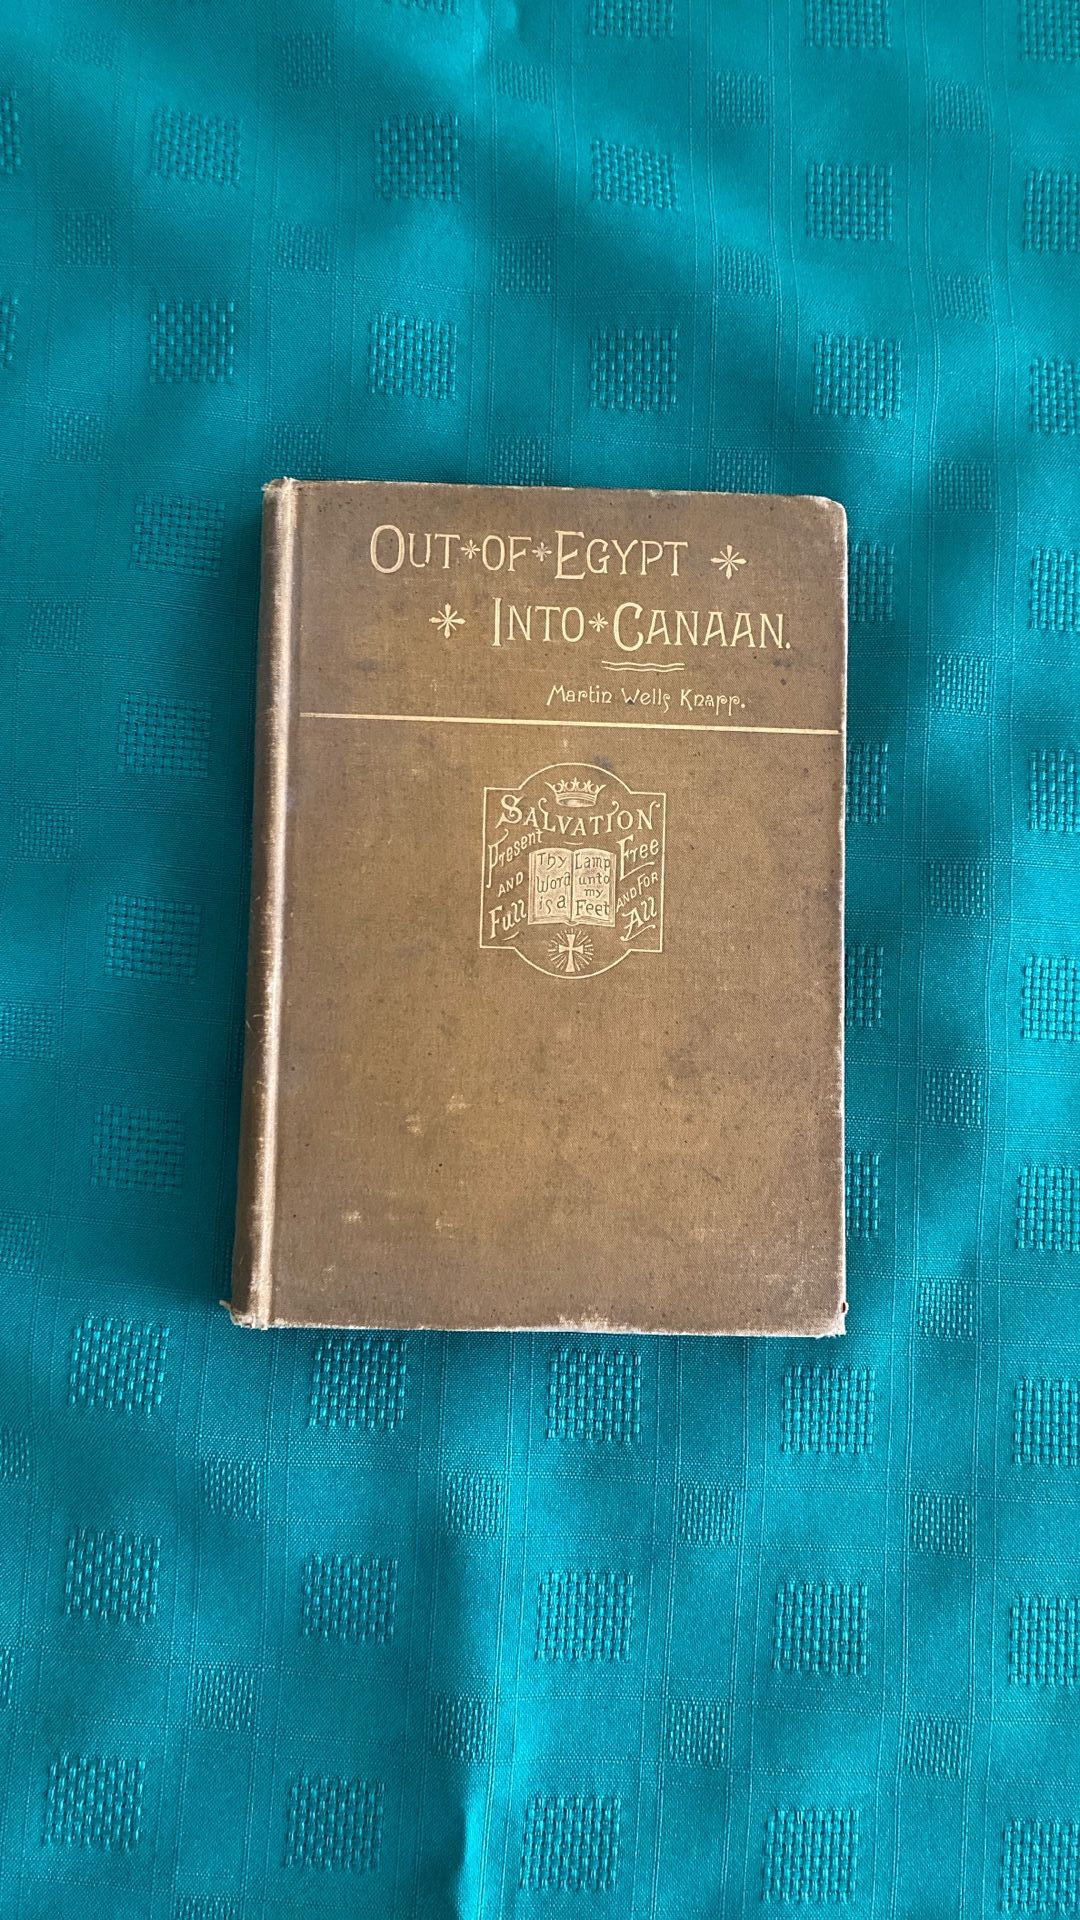 OUT OF EGYPT
INTO CANAAN.
Martin Wells Knapp.
SALVATION
Present
AND
Full
Thy
Word
is a
Lamp
unto
my
Feet
Free
AND FOR
All